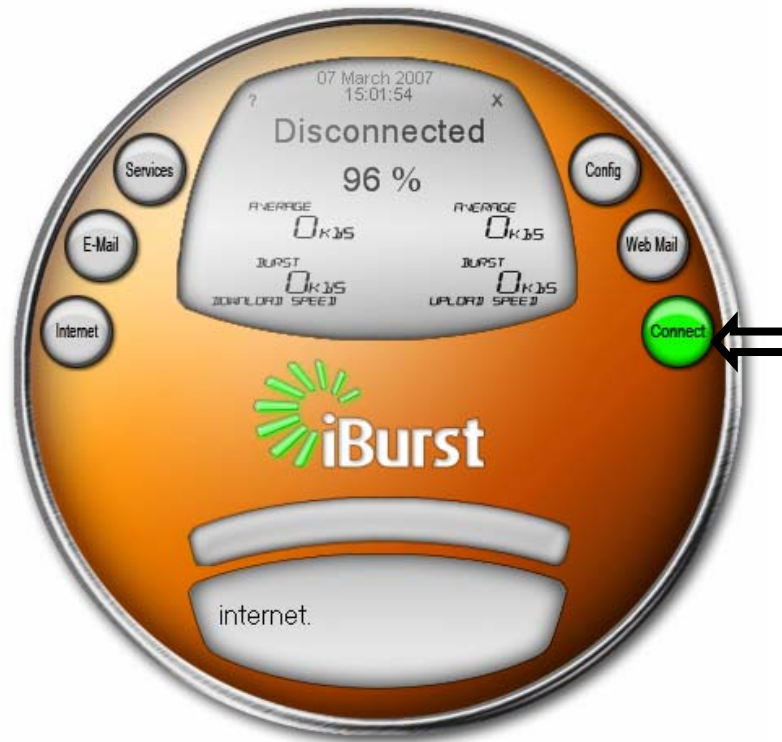 07 March 2007
15:01:54
?
X
Disconnected
96 %
AVERAGE
0KBS
AVERAGE
0KBS
BURST
0KBS
BURST
0KBS
DOWNLOAD SPEED
UPLOAD SPEED
Services
E-Mail
Internet
Config
Web Mail
Connect
iBurst
internet.